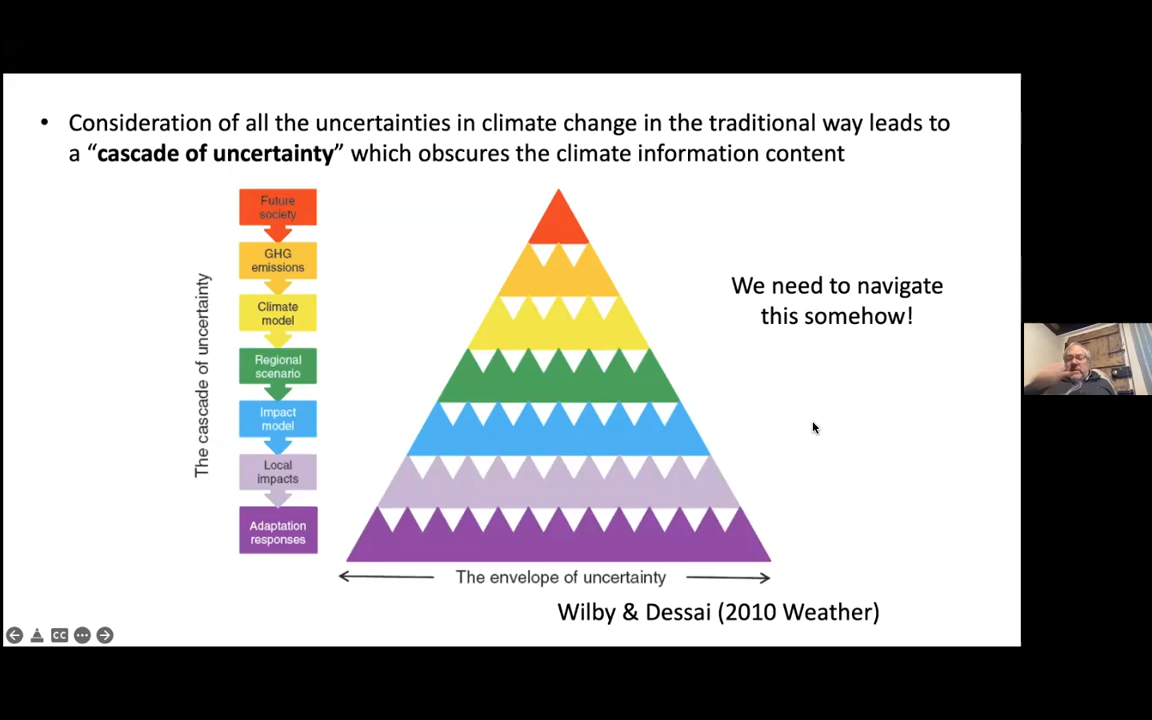 • Consideration of all the uncertainties in climate change in the traditional way leads to
a “cascade of uncertainty” which obscures the climate information content
The cascade of uncertainty
Future
society
GHG
emissions
Climate
model
Regional
scenario
Impact
model
Local
impacts
Adaptation
responses
We need to navigate
this somehow!
The envelope of uncertainty
Wilby & Dessai (2010 Weather)
CC